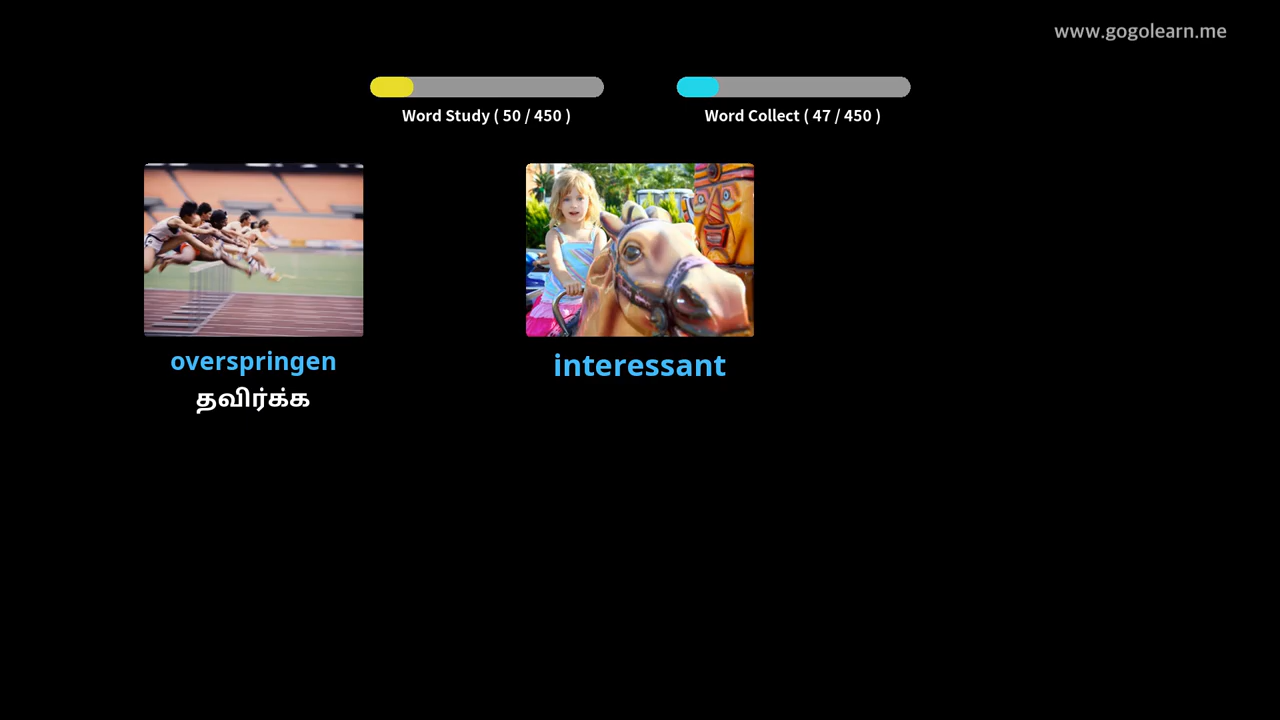 www.gogolearn.me
Word Study ( 50 / 450 )
Word Collect ( 47 / 450 )
overspringen
தவிர்க்க
interessant